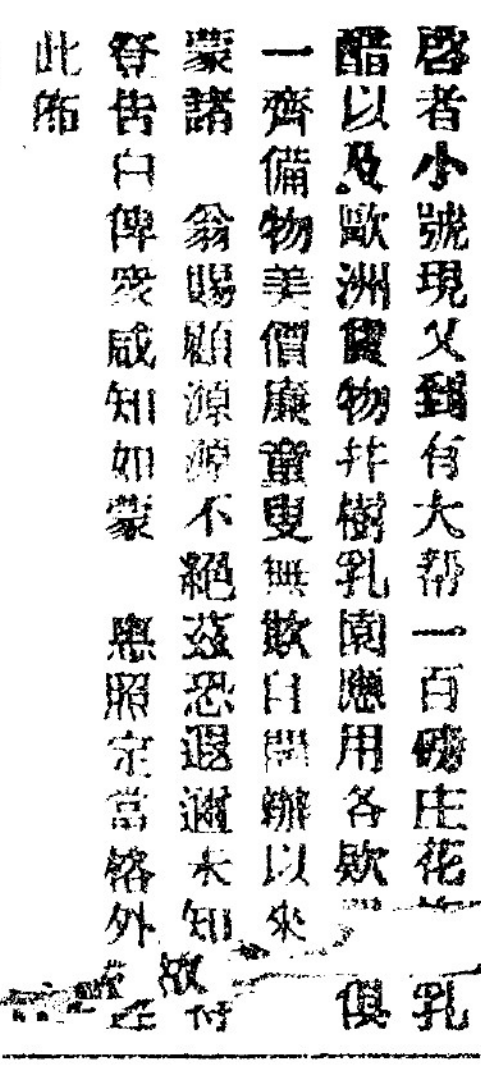 啓者小號現又到有大帮一百磅庄花乳
醋以及歐洲貨物并樹乳園應用各欵俱
一齊備物美價廉童叟無欺自開辦以來
蒙諸　翁賜顧源源不絕茲恐遐邇未知故
登告白俾衆咸知如蒙　惠照定當格外
此佈